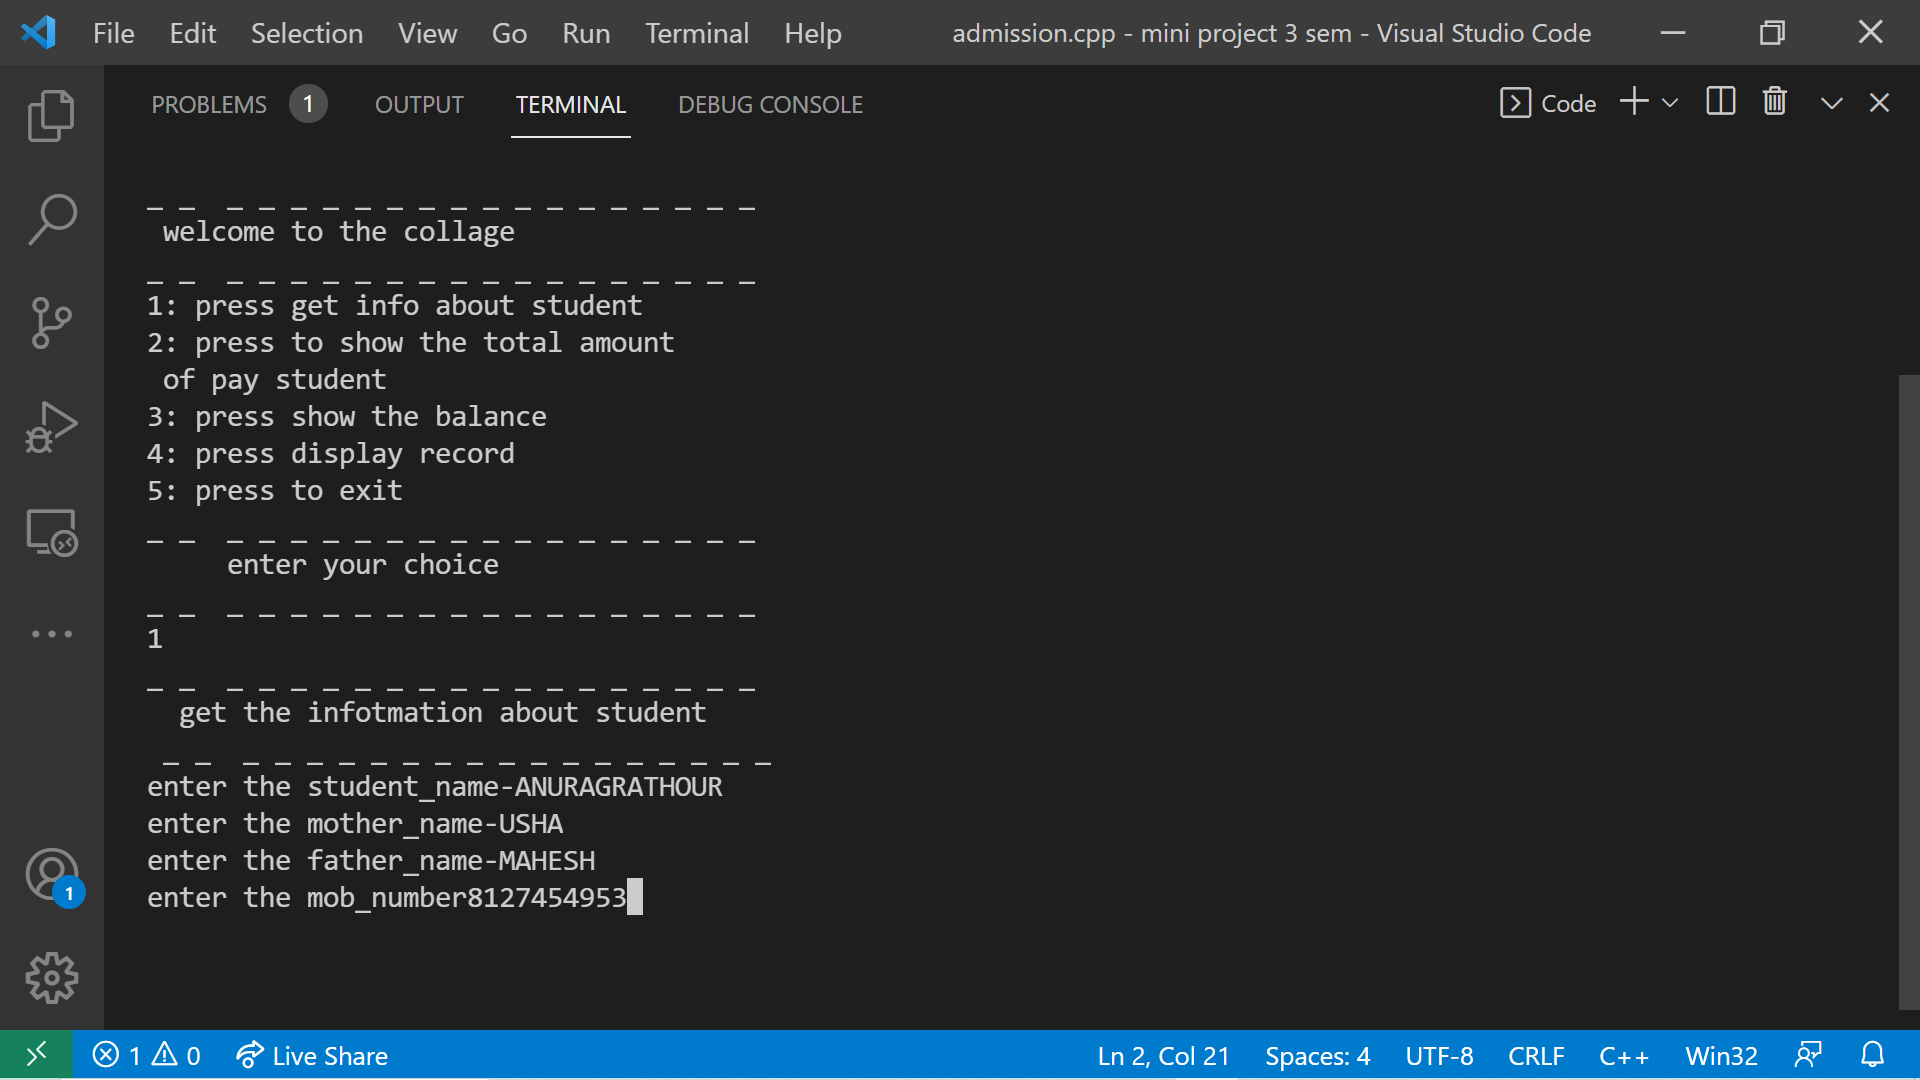 File Edit Selection View Go Run Terminal Help admission.cpp - mini project 3 sem - Visual Studio Code
PROBLEMS 1 OUTPUT TERMINAL DEBUG CONSOLE Code
_ _  _ _ _ _ _ _ _ _ _ _ _ _ _ _ _ _ _
welcome to the collage
_ _  _ _ _ _ _ _ _ _ _ _ _ _ _ _ _ _ _
1: press get info about student
2: press to show the total amount
of pay student
3: press show the balance
4: press display record
5: press to exit
_ _  _ _ _ _ _ _ _ _ _ _ _ _ _ _ _ _ _
enter your choice
_ _  _ _ _ _ _ _ _ _ _ _ _ _ _ _ _ _ _
1
_ _  _ _ _ _ _ _ _ _ _ _ _ _ _ _ _ _ _
get the infotmation about student
_ _  _ _ _ _ _ _ _ _ _ _ _ _ _ _ _ _ _
enter the student_name-ANURAGRATHOUR
enter the mother_name-USHA
enter the father_name-MAHESH
enter the mob_number8127454953
1
1 0 Live Share Ln 2, Col 21 Spaces: 4 UTF-8 CRLF C++ Win32